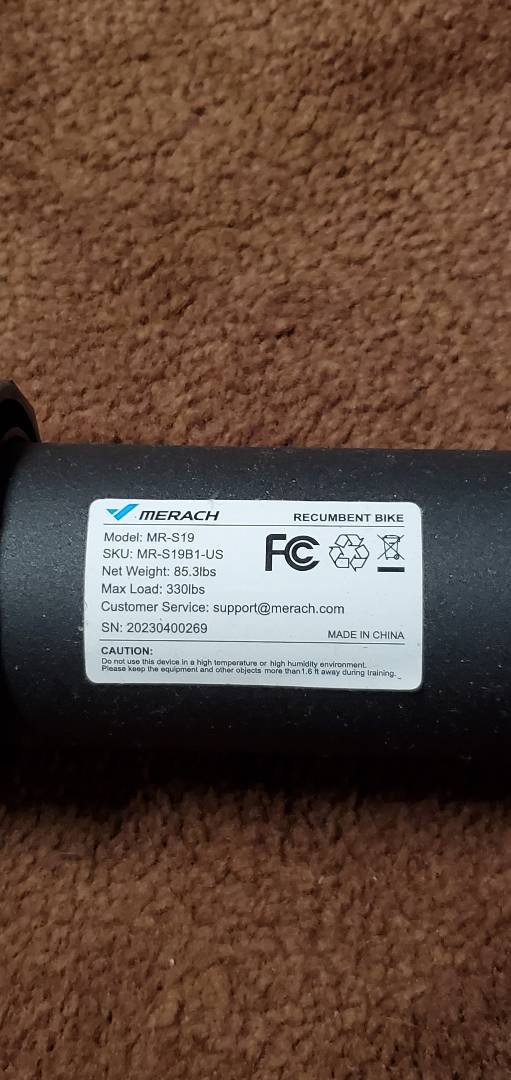 MERACH RECUMBENT BIKE
Model: MR-S19
SKU: MR-S19B1-US
Net Weight: 85.3lbs
Max Load: 330lbs
Customer Service: support@merach.com
SN: 20230400269
MADE IN CHINA
FC
CAUTION:
Do not use this device in a high temperature or high humidity environment.
Please keep the equipment and other objects more than1.6 ft away during training.